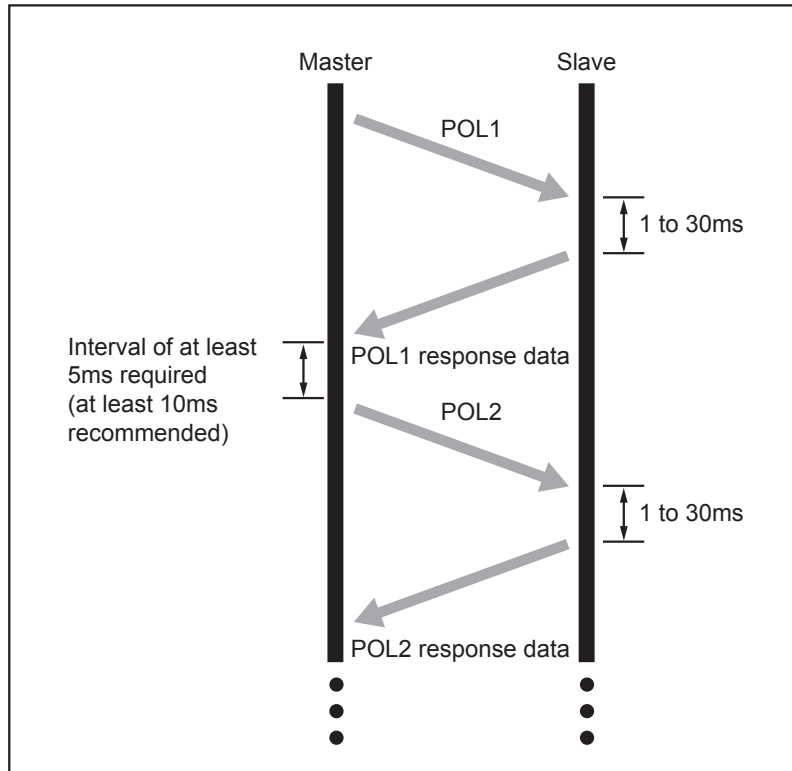 Master
Slave
POL1
1 to 30ms
POL1 response data
Interval of at least
5ms required
(at least 10ms
recommended)
POL2
1 to 30ms
POL2 response data